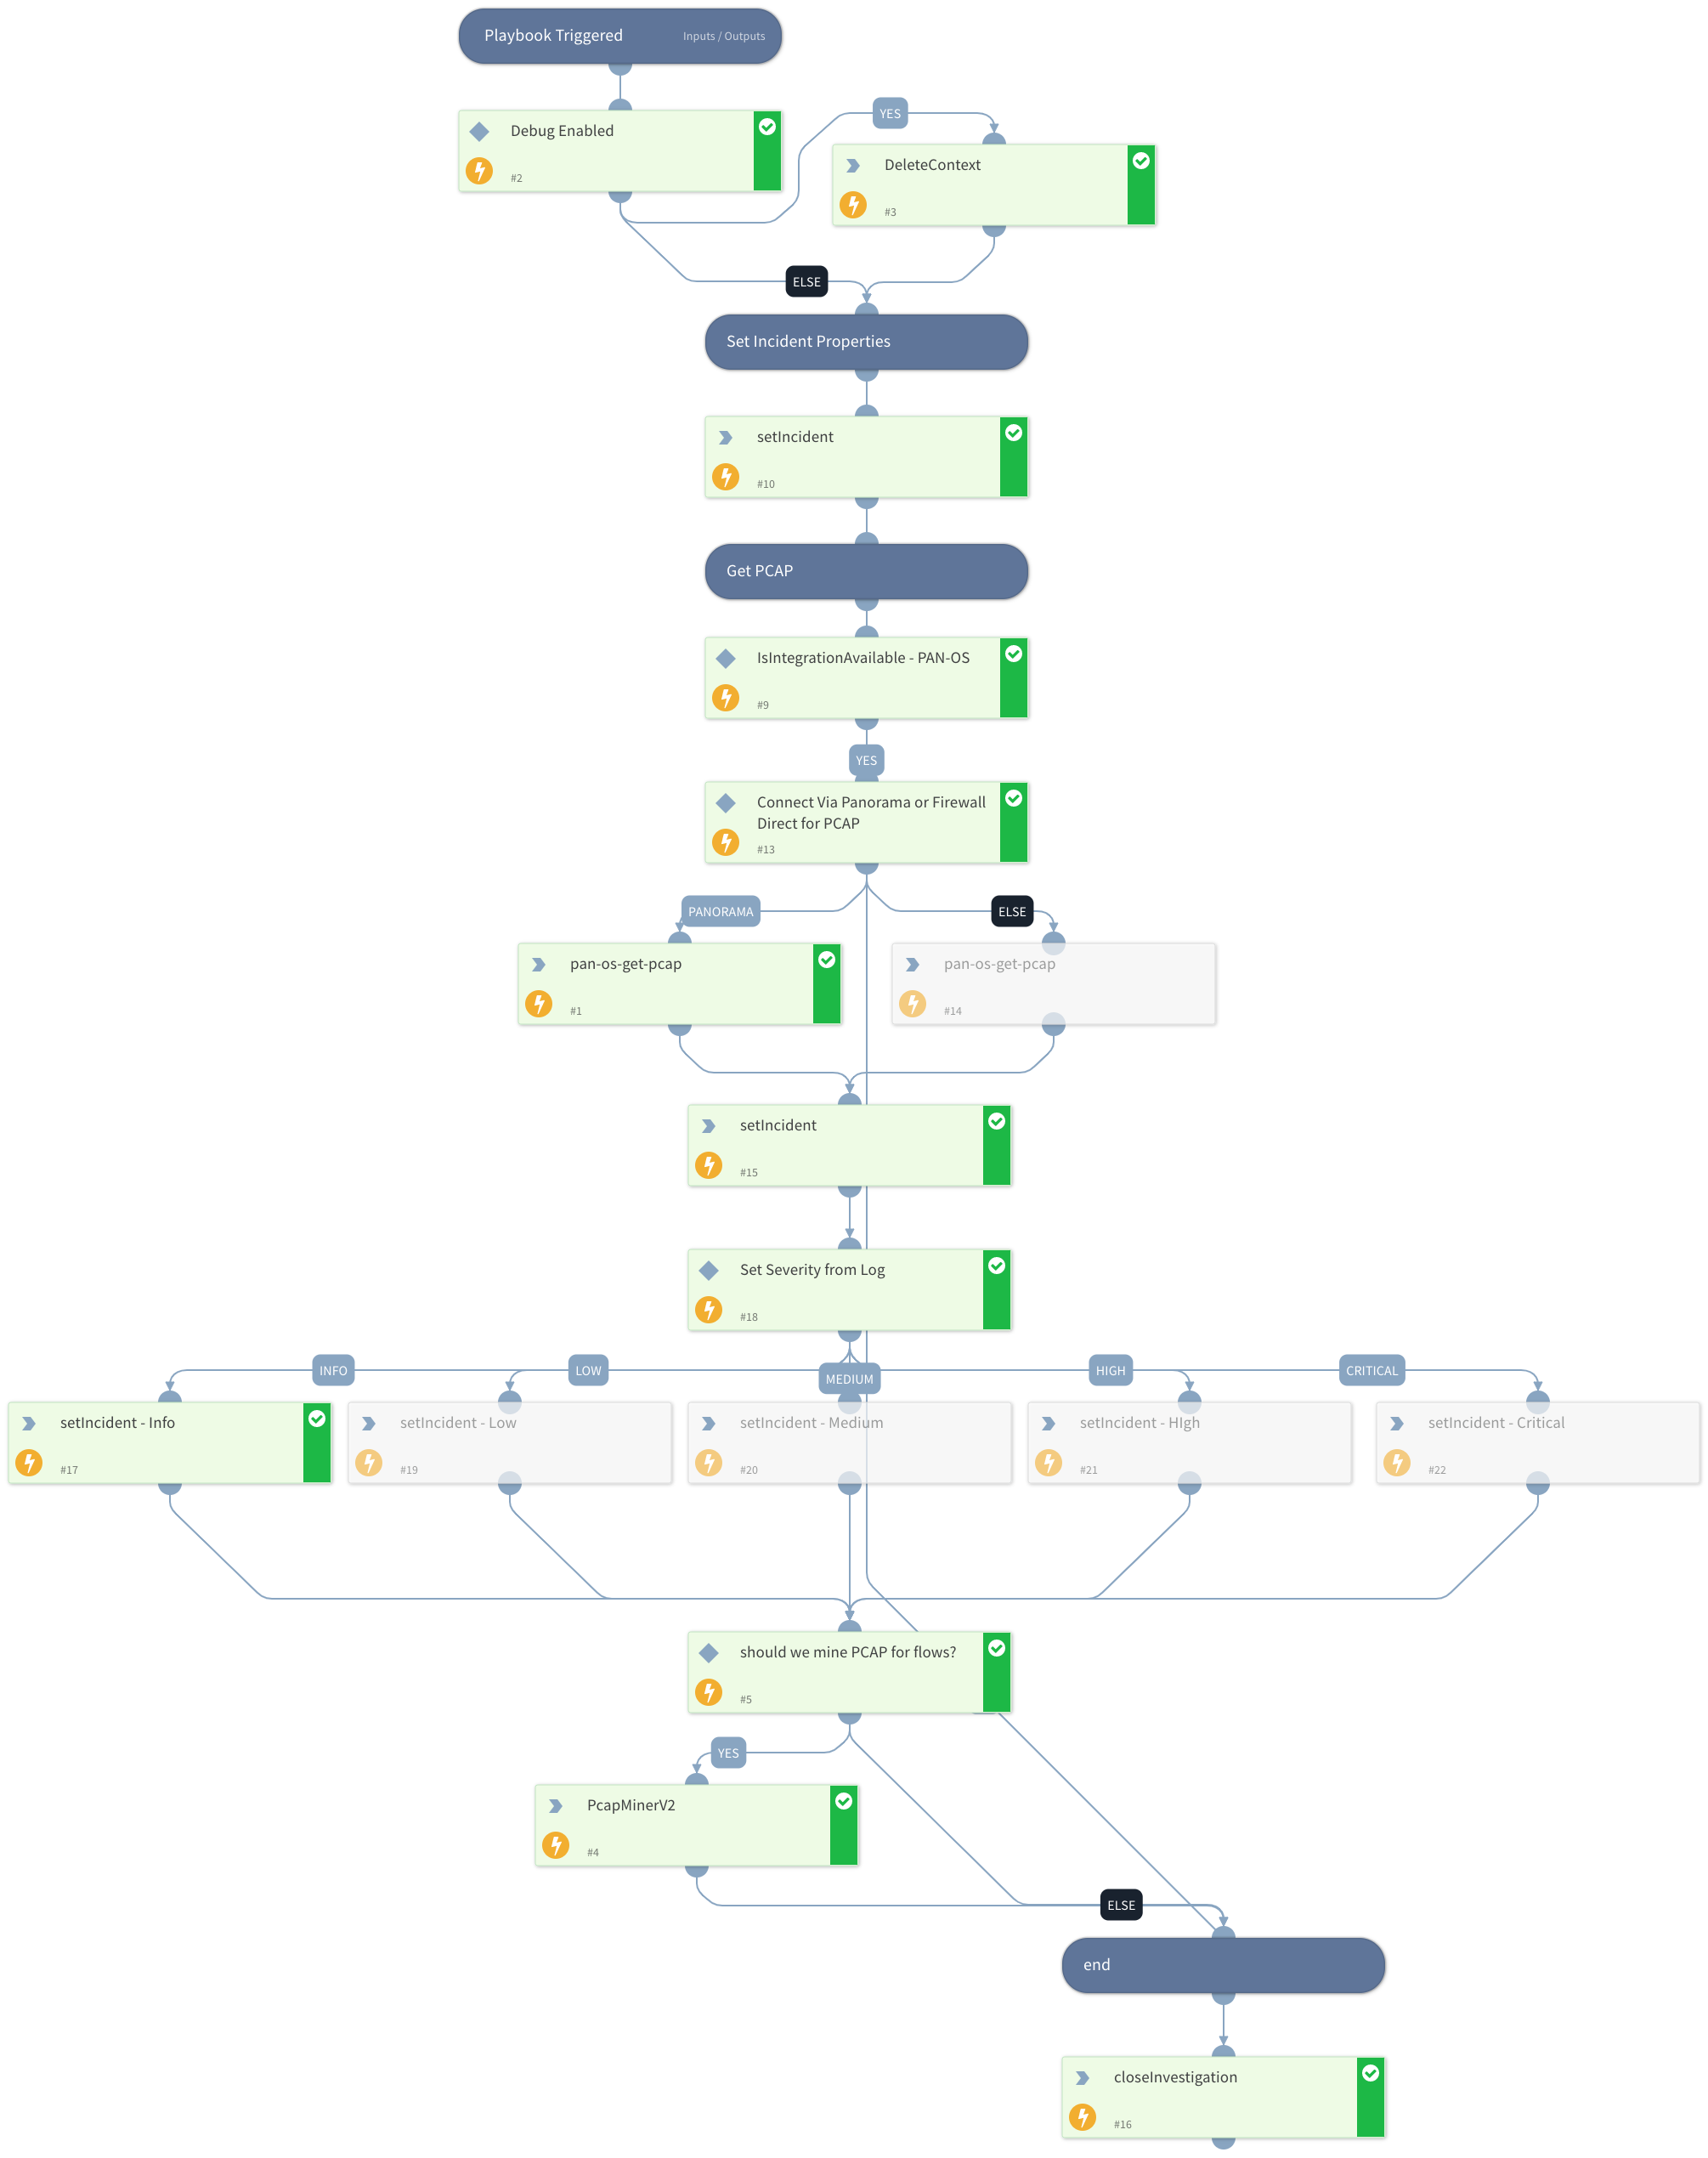 Playbook Triggered
Inputs / Outputs
Debug Enabled
#2
YES
DeleteContext
#3
ELSE
Set Incident Properties
setIncident
#10
Get PCAP
IsIntegrationAvailable - PAN-OS
#9
YES
Connect Via Panorama or Firewall
Direct for PCAP
#13
PANORAMA
ELSE
pan-os-get-pcap
#1
pan-os-get-pcap
#14
setIncident
#15
Set Severity from Log
#18
INFO
LOW
MEDIUM
HIGH
CRITICAL
setIncident - Info
#17
setIncident - Low
#19
setIncident - Medium
#20
setIncident - HIgh
#21
setIncident - Critical
#22
should we mine PCAP for flows?
#5
YES
PcapMinerV2
#4
ELSE
end
closeInvestigation
#16